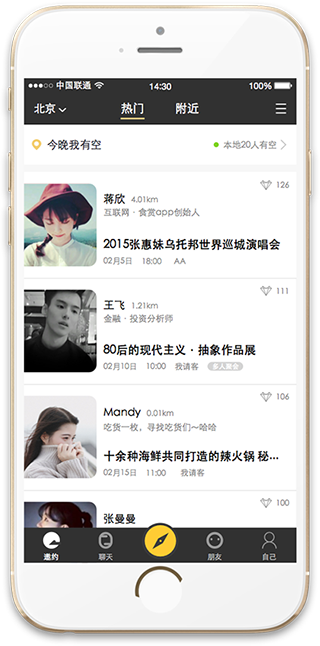 中国联通 14:30 100%
北京 热门 附近
今晚我有空 本地20人有空
126
蒋欣 4.01km
互联网·食赏app创始人
2015张惠妹乌托邦世界巡城演唱会
02月5日 18:00 AA
111
王飞 1.21km
金融·投资分析师
80后的现代主义·抽象作品展
02月10日 10:00 我请客 多人聚会
106
Mandy 0.01km
吃货一枚，寻找吃货们~哈哈
十余种海鲜共同打造的辣火锅 秘...
02月15日 11:00 我请客
100
张曼曼
邀约 聊天 朋友 自己